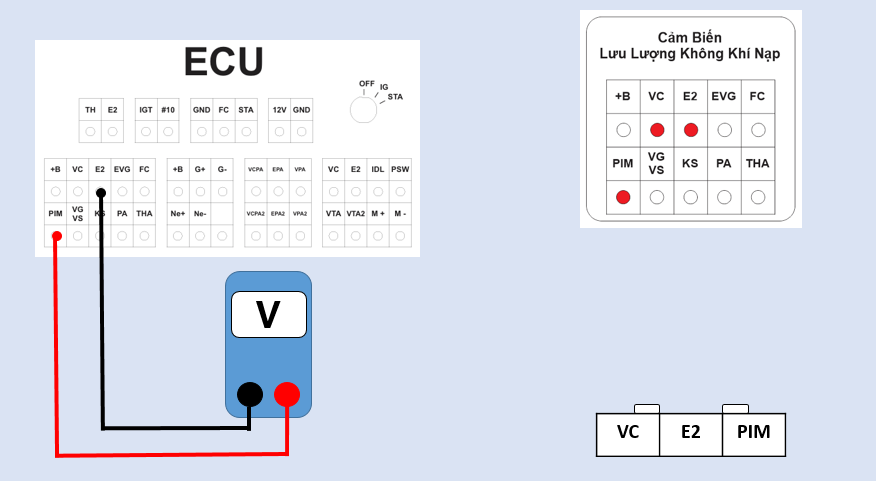 ECU
OFF IG
STA
TH E2 IGT #10 GND FC STA 12V GND
+B VC E2 EVG FC +B G+ G- VCPA EPA VPA VC E2 IDL PSW
PIM VG VS KS PA THA Ne+ Ne- VCPA2 EPA2 VPA2 VTA VTA2 M + M -
V
Cảm Biến
Lưu Lượng Không Khí Nạp
+B VC E2 EVG FC
PIM VG VS KS PA THA
VC E2 PIM